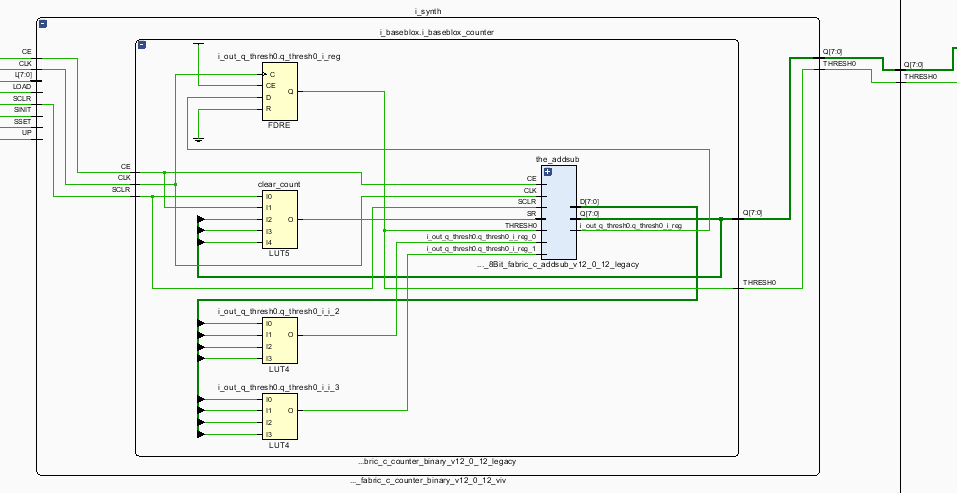 i_synth
i_baseblox.i_baseblox_counter
CE
CLK
L[7:0]
LOAD
SCLR
SINIT
SSET
UP
i_out_q_thresh0.q_thresh0_i_reg
C
CE
D
R
Q
FDRE
CE
CLK
SCLR
clear_count
I0
I1
I2
I3
I4
O
LUT5
the_addsub
CE
CLK
SCLR
SR
THRESH0
i_out_q_thresh0.q_thresh0_i_reg_0
i_out_q_thresh0.q_thresh0_i_reg_1
D[7:0]
Q[7:0]
i_out_q_thresh0.q_thresh0_i_reg
..._8Bit_fabric_c_addsub_v12_0_12_legacy
i_out_q_thresh0.q_thresh0_i_i_2
I0
I1
I2
I3
O
LUT4
i_out_q_thresh0.q_thresh0_i_i_3
I0
I1
I2
I3
O
LUT4
Q[7:0]
THRESH0
Q[7:0]
THRESH0
Q[7:0]
THRESH0
...bric_c_counter_binary_v12_0_12_legacy
..._fabric_c_counter_binary_v12_0_12_viv